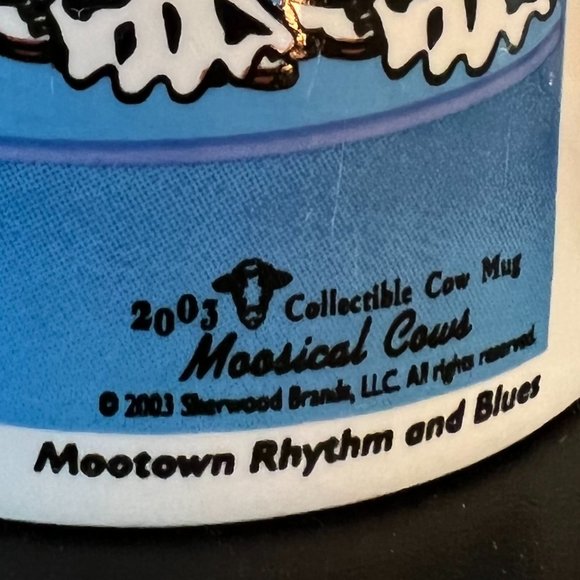 2003 Collectible Cow Mug
Moosical Cows
© 2003 Sherwood Brands, LLC. All rights reserved.
Mootown Rhythm and Blues